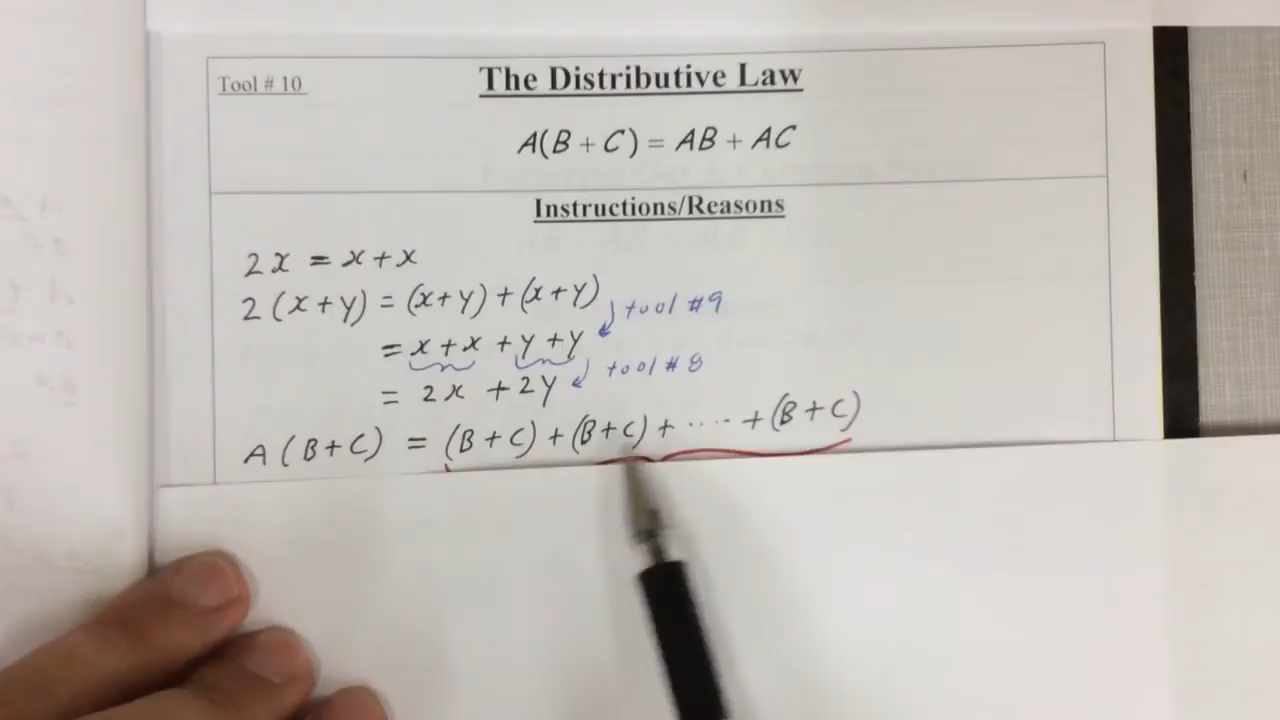 Tool # 10
The Distributive Law
A(B + C) = AB + AC
Instructions/Reasons
2x = x + x
2(x+y) = (x+y) + (x+y)
tool #9
= x + x + y + y
tool #8
= 2x + 2y
A(B+C) = (B+C) + (B+C) + ····· + (B+C)